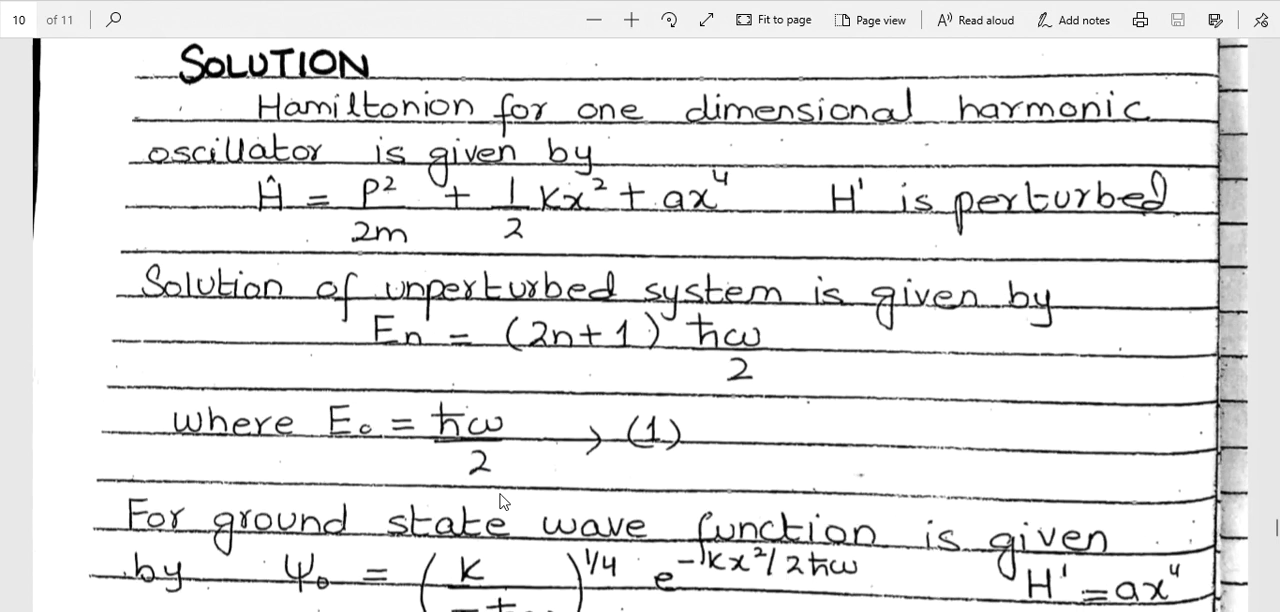 10 of 11 Fit to page Page view Read aloud Add notes
SOLUTION
Hamiltonion for one dimensional harmonic
oscillator is given by
Ĥ = P²/2m + 1/2 Kx² + ax⁴ H' is perturbed
Solution of unperturbed system is given by
En = (2n+1) ħω/2
where E₀ = ħω/2 → (1)
For ground state wave function is given
by Ψ₀ = (K/ )^1/4 e^-Kx²/2ħω H' = ax⁴